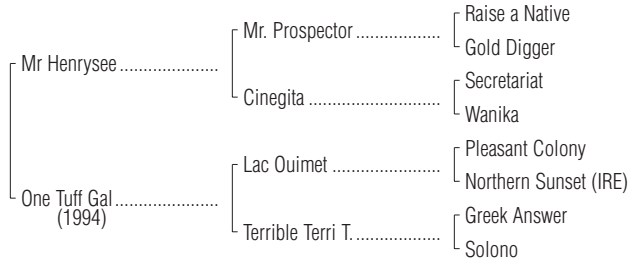 Raise a Native
Mr. Prospector ..................
Gold Digger
Mr Henrysee .....................
Secretariat
Cinegita ............................
Wanika
Pleasant Colony
Lac Ouimet .......................
Northern Sunset (IRE)
One Tuff Gal ......................
(1994)
Greek Answer
Terrible Terri T. ..................
Solono